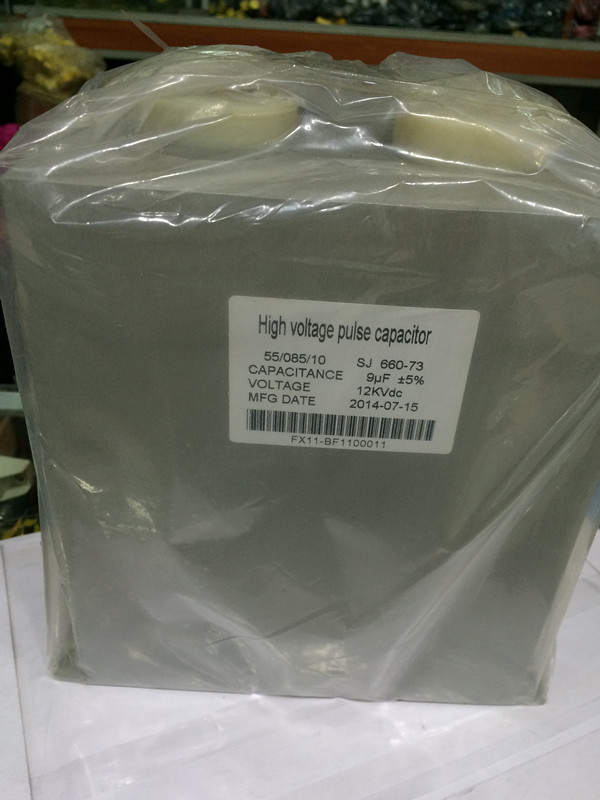 High voltage pulse capacitor
55/085/10 SJ 660-73
CAPACITANCE 9µF ±5%
VOLTAGE 12KVdc
MFG DATE 2014-07-15
FX11-BF1100011